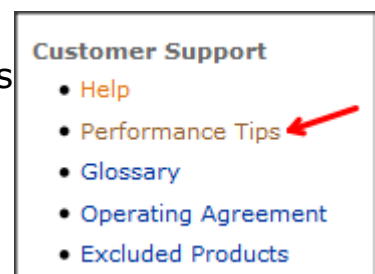 Customer Support
s
• Help
• Performance Tips
• Glossary
• Operating Agreement
• Excluded Products